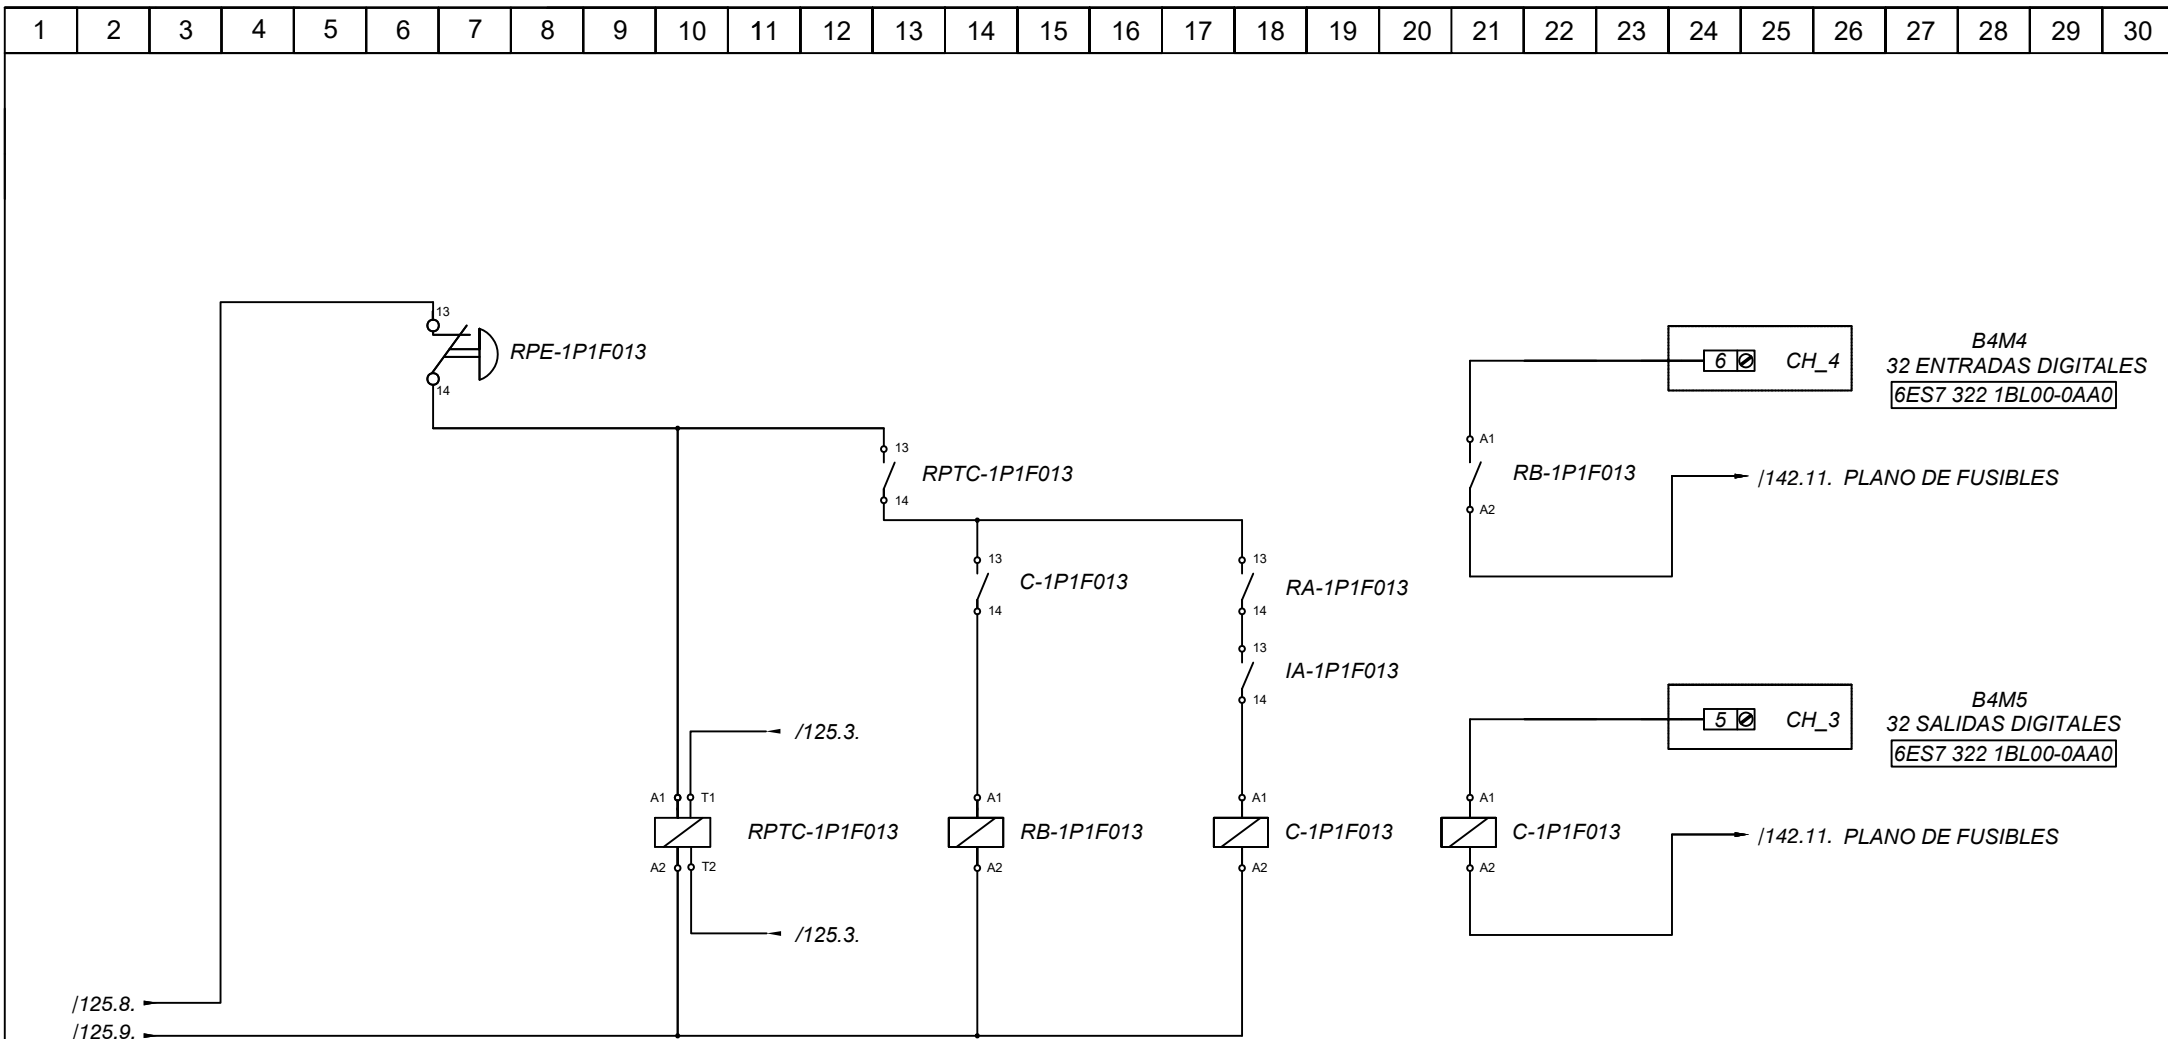 1 2 3 4 5 6 7 8 9 10 11 12 13 14 15 16 17 18 19 20 21 22 23 24 25 26 27 28 29 30
13
RPE-1P1F013
14
6 CH_4
B4M4
32 ENTRADAS DIGITALES
6ES7 322 1BL00-0AA0
13
RPTC-1P1F013
14
A1
RB-1P1F013
A2
/142.11. PLANO DE FUSIBLES
13
C-1P1F013
14
13
RA-1P1F013
14
13
IA-1P1F013
14
5 CH_3
B4M5
32 SALIDAS DIGITALES
6ES7 322 1BL00-0AA0
/125.3.
A1 T1
RPTC-1P1F013
A2 T2
/125.3.
A1
RB-1P1F013
A2
A1
C-1P1F013
A2
A1
C-1P1F013
A2
/142.11. PLANO DE FUSIBLES
/125.8.
/125.9.